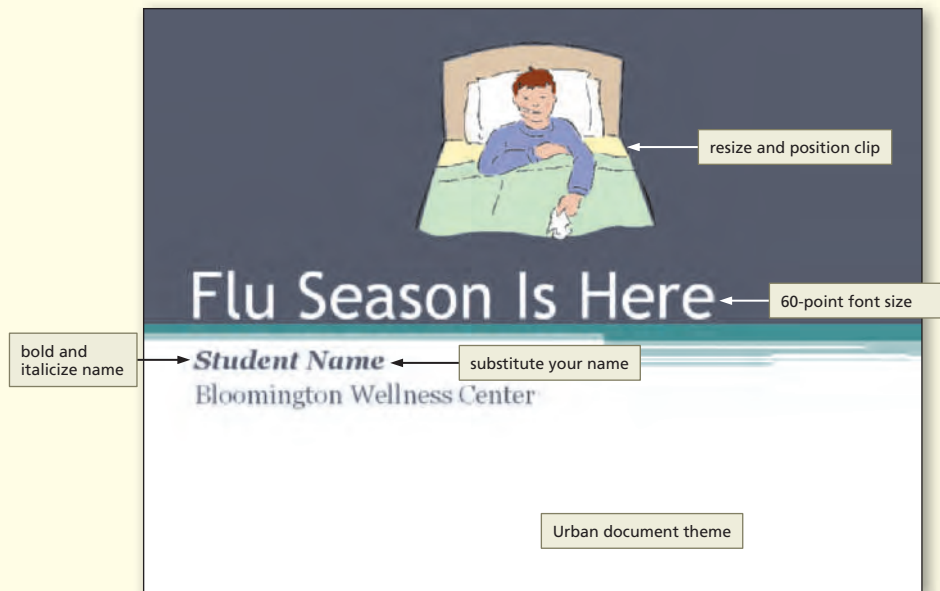 resize and position clip
Flu Season Is Here
60-point font size
bold and
italicize name
Student Name
substitute your name
Bloomington Wellness Center
Urban document theme